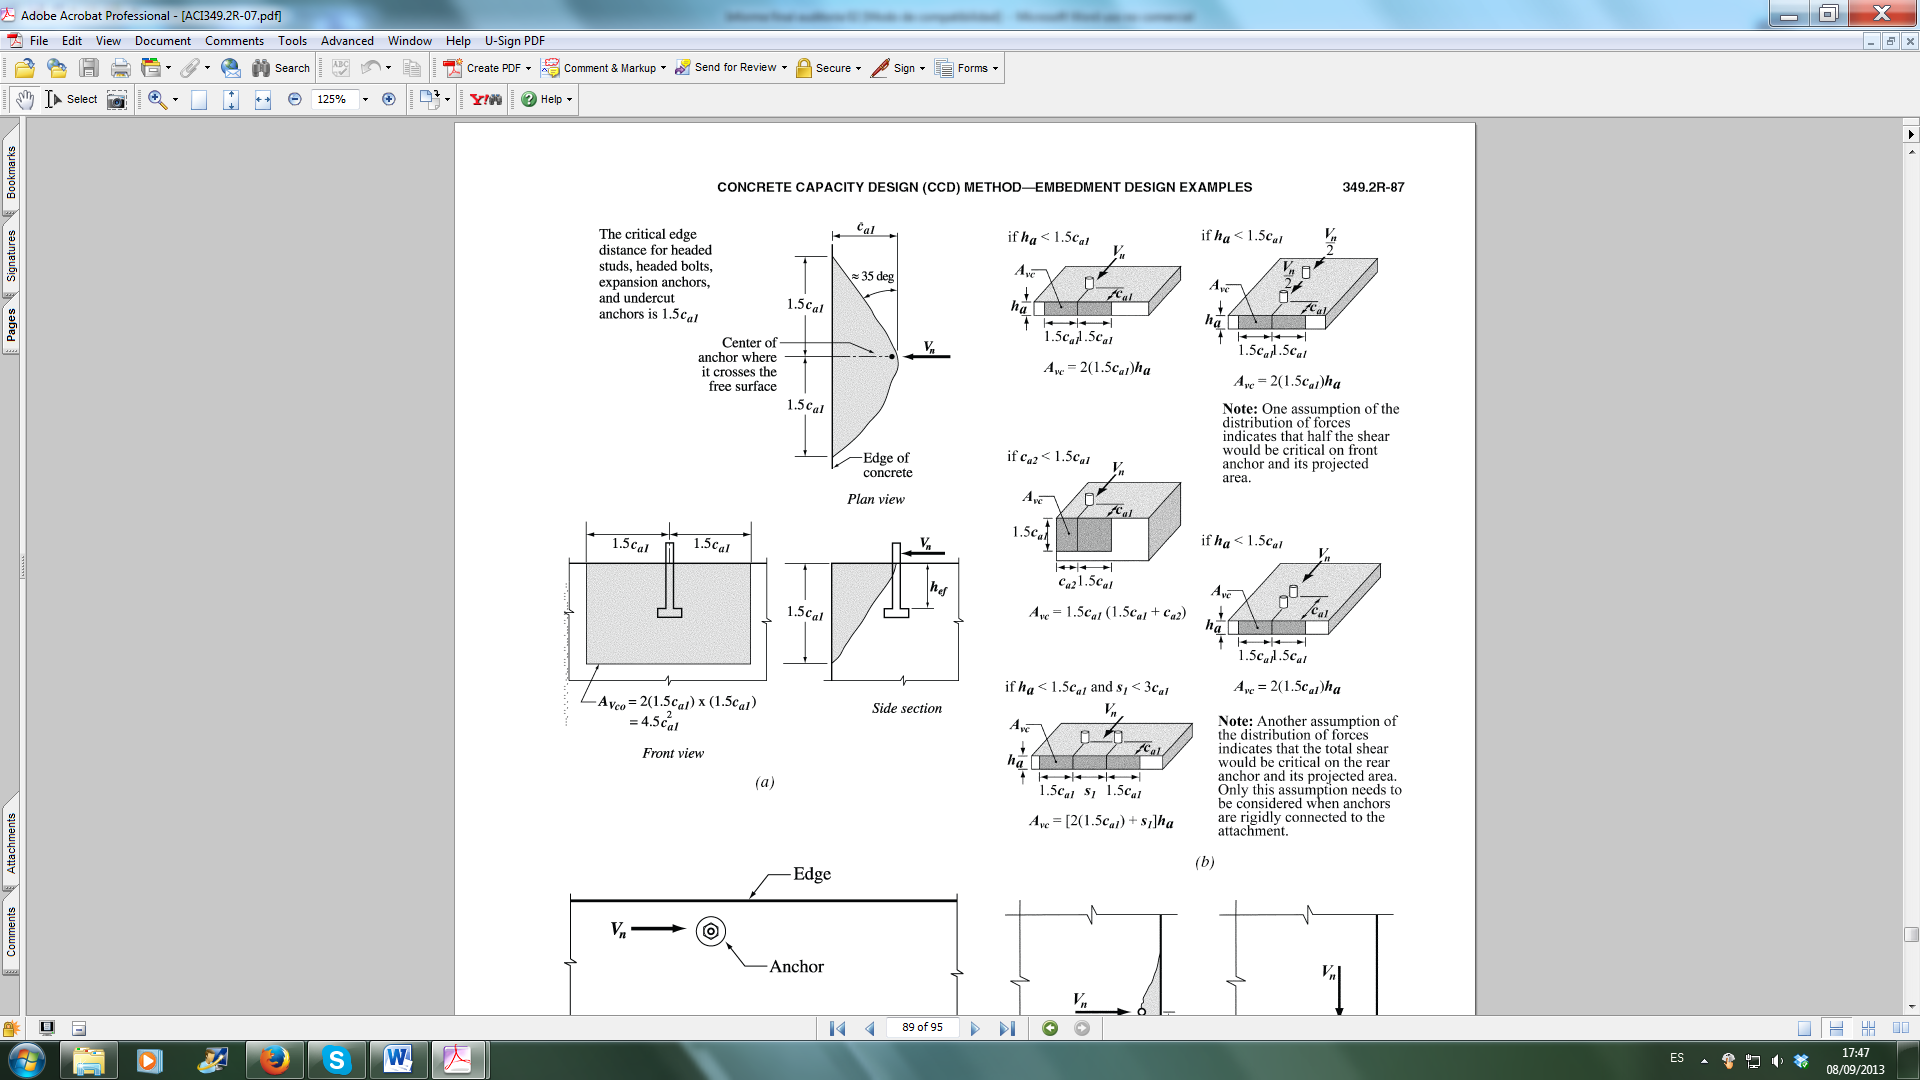 Adobe Acrobat Professional - [ACI349.2R-07.pdf]
File Edit View Document Comments Tools Advanced Window Help U-Sign PDF
Search Create PDF Comment & Markup Send for Review Secure Sign Forms
Select 125% Y! Help
Bookmarks
Signatures
Pages
Attachments
Comments
CONCRETE CAPACITY DESIGN (CCD) METHOD—EMBEDMENT DESIGN EXAMPLES 349.2R-87
The critical edge
distance for headed
studs, headed bolts,
expansion anchors,
and undercut
anchors is 1.5ca1
ca1
≈ 35 deg
1.5ca1
Center of
anchor where
it crosses the
free surface
Vn
1.5ca1
Edge of
concrete
Plan view
1.5ca1 1.5ca1
AVco = 2(1.5ca1) x (1.5ca1)
= 4.5c²a1
Front view
Vn
hef
1.5ca1
Side section
(a)
if ha < 1.5ca1
Vu
Avc
ca1
ha
1.5ca1 1.5ca1
Avc = 2(1.5ca1)ha
if ha < 1.5ca1
Vn
2
Vn
2
Avc
ca1
ha
1.5ca1 1.5ca1
Avc = 2(1.5ca1)ha
Note: One assumption of the
distribution of forces
indicates that half the shear
would be critical on front
anchor and its projected
area.
if ca2 < 1.5ca1
Vn
Avc
ca1
1.5ca1
ca2 1.5ca1
Avc = 1.5ca1 (1.5ca1 + ca2)
if ha < 1.5ca1
Vn
Avc
ca1
ha
1.5ca1 1.5ca1
Avc = 2(1.5ca1)ha
if ha < 1.5ca1 and s1 < 3ca1
Vn
Avc
ca1
ha
1.5ca1 s1 1.5ca1
Avc = [2(1.5ca1) + s1]ha
Note: Another assumption of
the distribution of forces
indicates that the total shear
would be critical on the rear
anchor and its projected area.
Only this assumption needs to
be considered when anchors
are rigidly connected to the
attachment.
(b)
Edge
Vn
Anchor
Vn
Vn
89 of 95
ES
17:47
08/09/2013